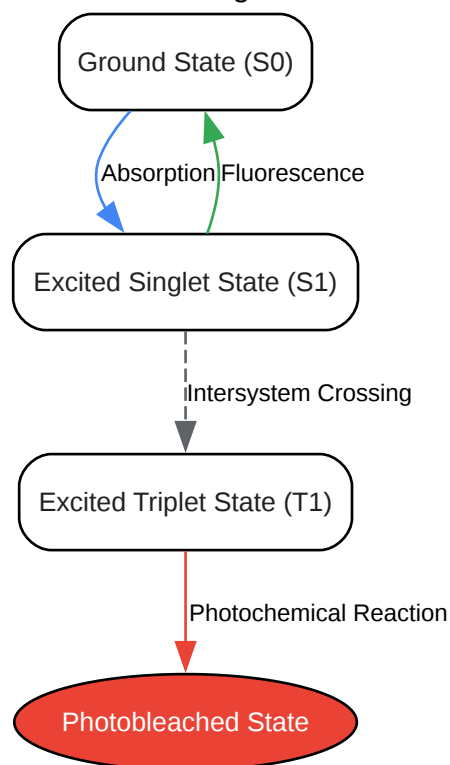 Ground State (S0)
Absorption
Fluorescence
Excited Singlet State (S1)
Intersystem Crossing
Excited Triplet State (T1)
Photochemical Reaction
Photobleached State